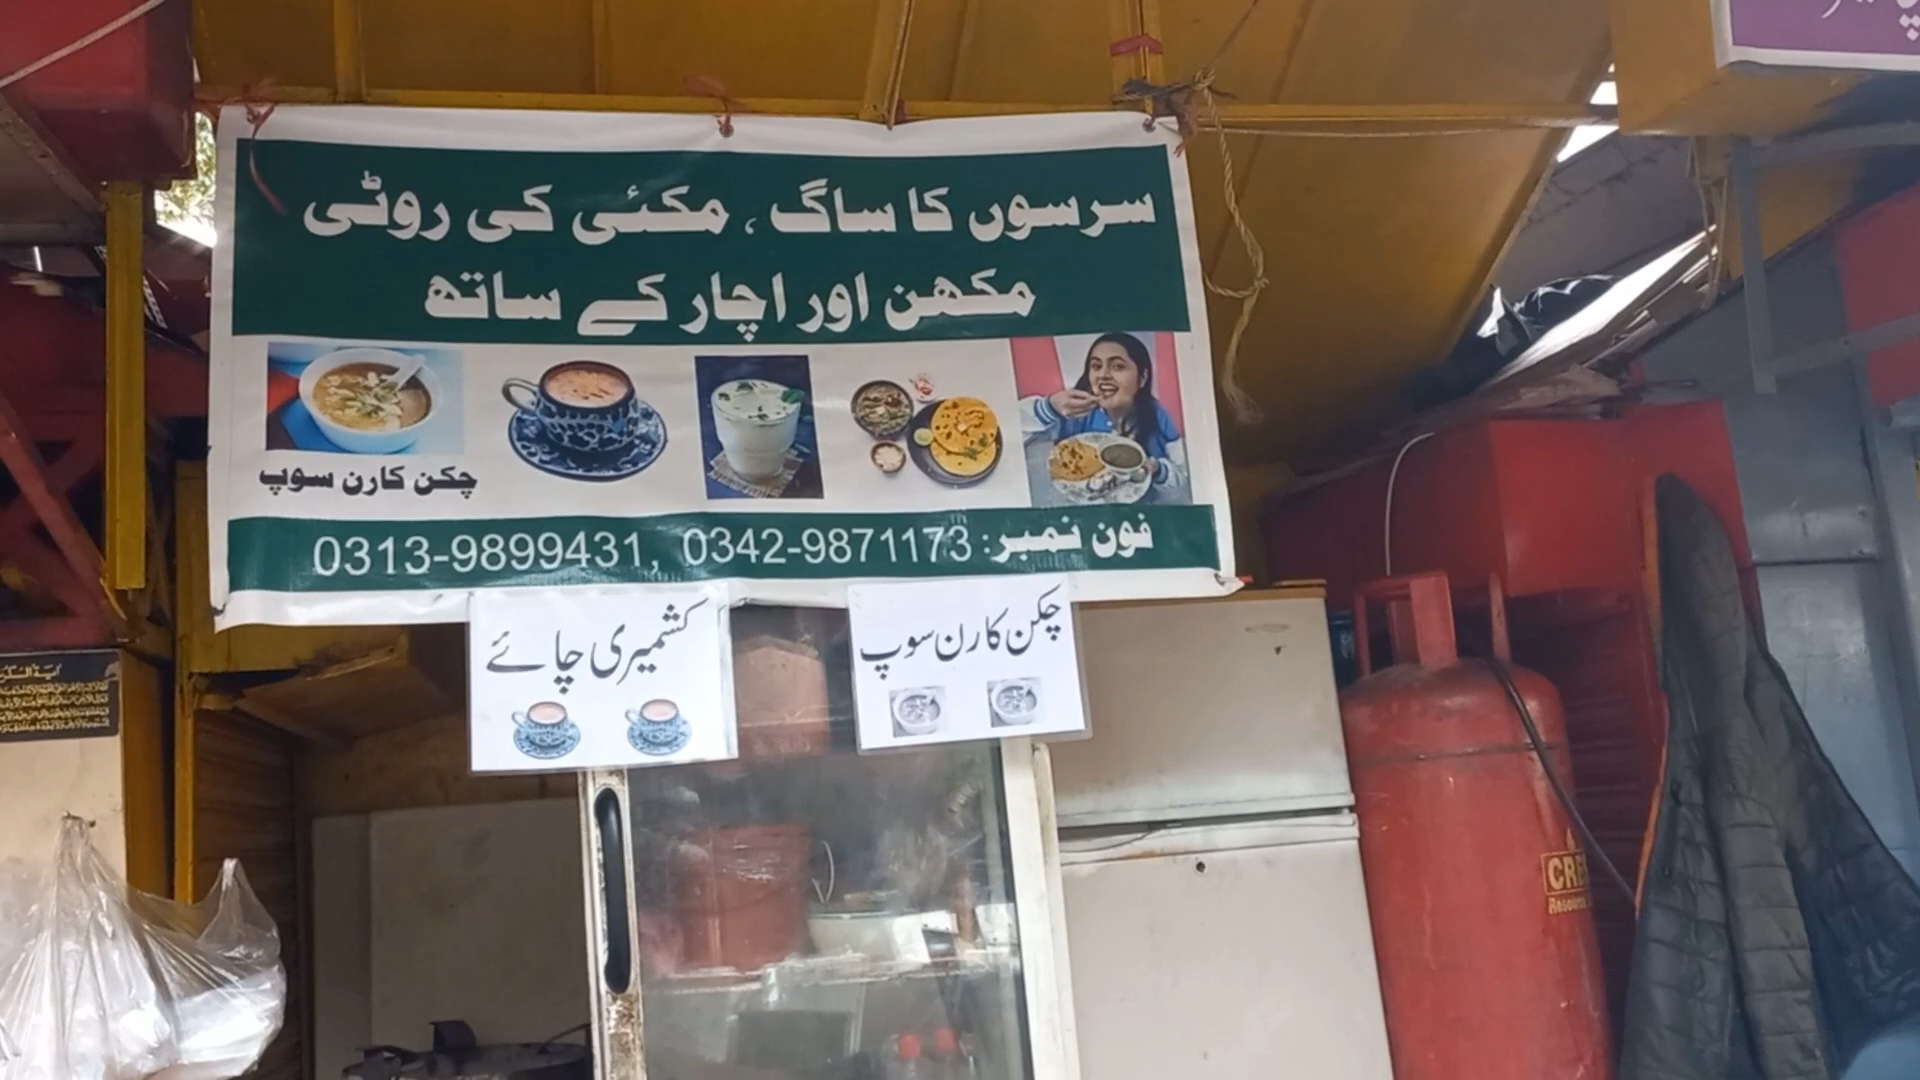 سرسوں کا ساگ ، مکئی کی روٹی
مکھن اور اچار کے ساتھ
چکن کارن سوپ
فون نمبر: 0342-9871173 ,0313-9899431
کشمیری چائے
چکن کارن سوپ